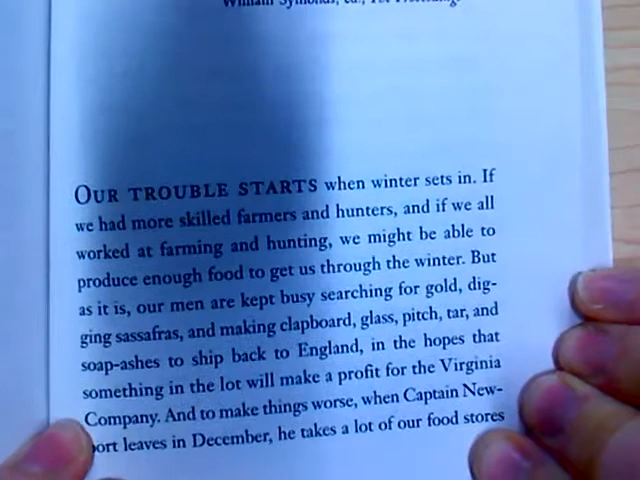 William Symonds, ed., The Proceedings
OUR TROUBLE STARTS when winter sets in. If
we had more skilled farmers and hunters, and if we all
worked at farming and hunting, we might be able to
produce enough food to get us through the winter. But
as it is, our men are kept busy searching for gold, dig-
ging sassafras, and making clapboard, glass, pitch, tar, and
soap-ashes to ship back to England, in the hopes that
something in the lot will make a profit for the Virginia
Company. And to make things worse, when Captain New-
port leaves in December, he takes a lot of our food stores